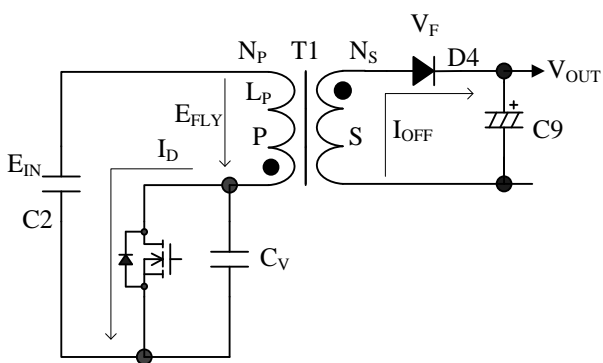 V_F
N_P T1 N_S D4
V_OUT
L_P
E_FLY
P S I_OFF + C9
I_D
E_IN
C2
C_V